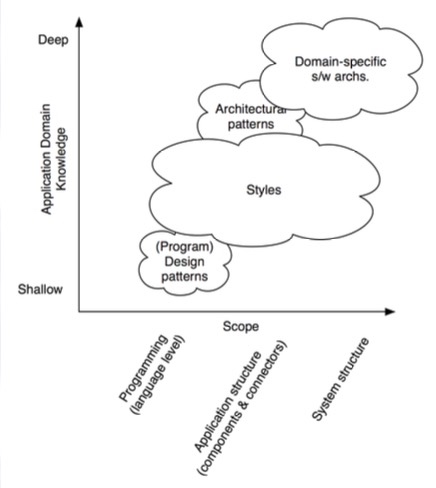 Deep
Domain-specific
s/w archs.
Architectural
patterns
Application Domain
Knowledge
Styles
(Program)
Design
patterns
Shallow
Scope
Programming
(language level)
Application structure
(components & connectors)
System structure